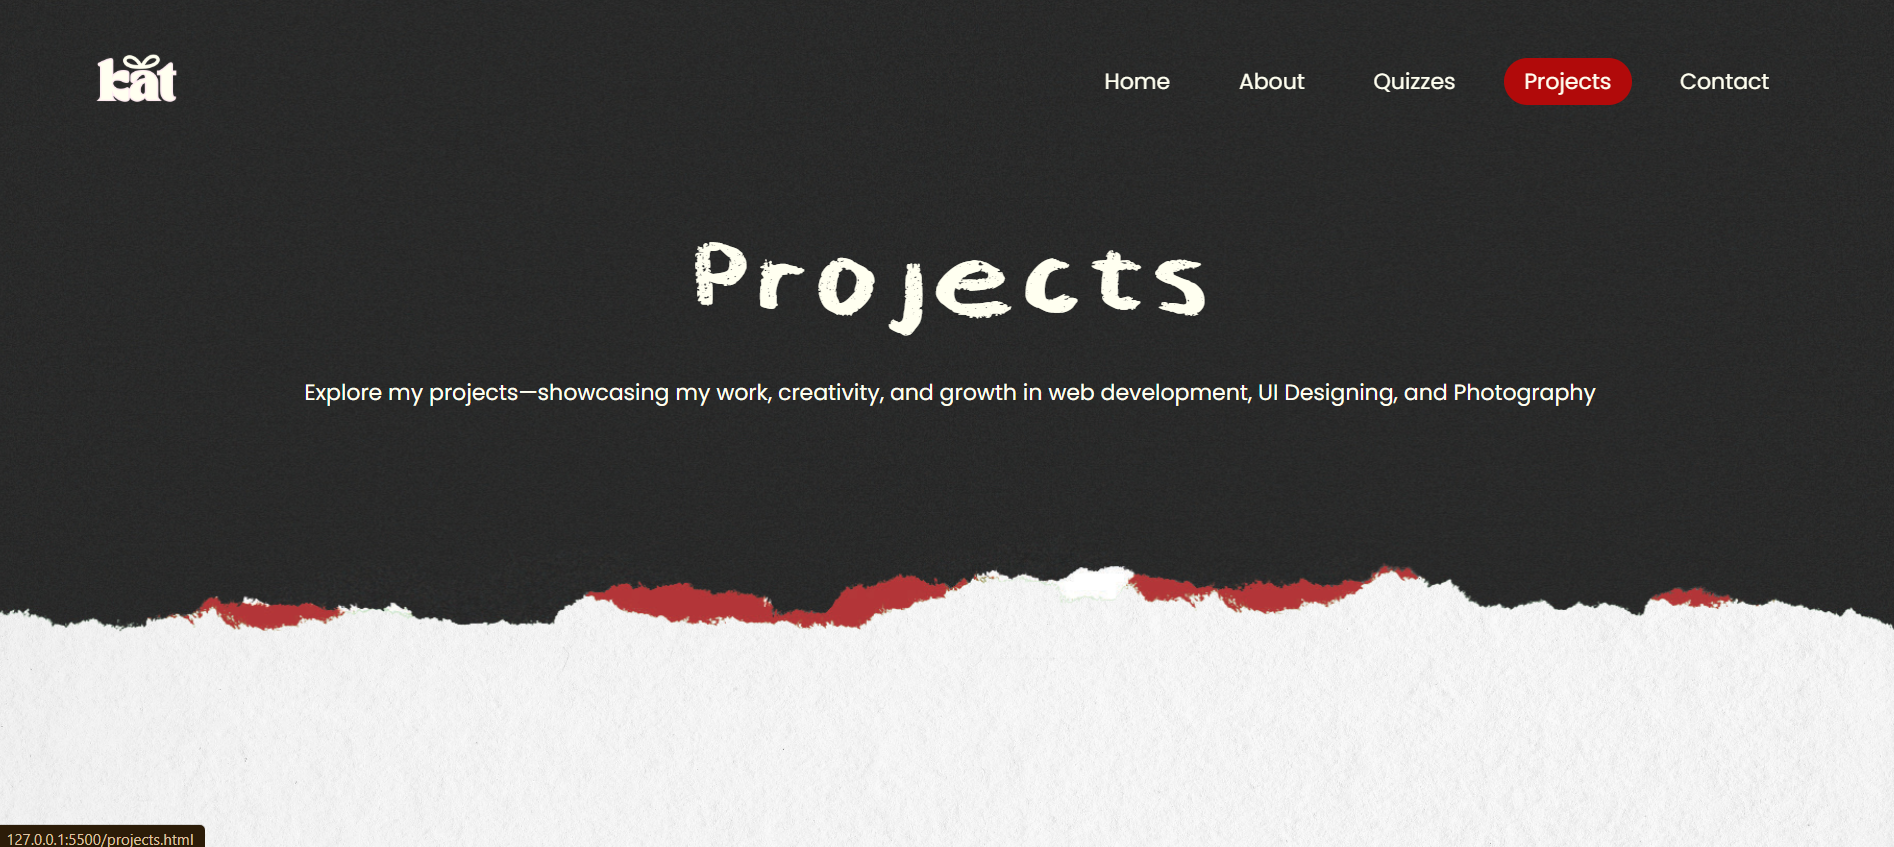 kat
Home About Quizzes Projects Contact
Projects
Explore my projects—showcasing my work, creativity, and growth in web development, UI Designing, and Photography
127.0.0.1:5500/projects.html